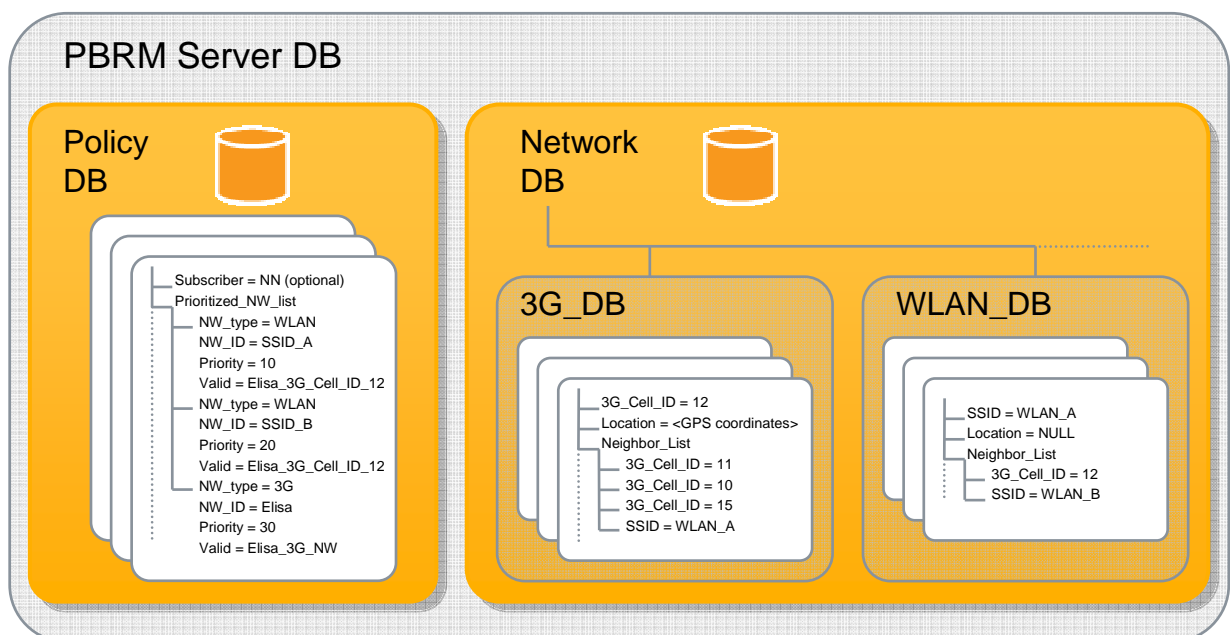 PBRM Server DB
Policy
DB
Subscriber = NN (optional)
Prioritized_NW_list
NW_type = WLAN
NW_ID = SSID_A
Priority = 10
Valid = Elisa_3G_Cell_ID_12
NW_type = WLAN
NW_ID = SSID_B
Priority = 20
Valid = Elisa_3G_Cell_ID_12
NW_type = 3G
NW_ID = Elisa
Priority = 30
Valid = Elisa_3G_NW
Network
DB
3G_DB
3G_Cell_ID = 12
Location = <GPS coordinates>
Neighbor_List
3G_Cell_ID = 11
3G_Cell_ID = 10
3G_Cell_ID = 15
SSID = WLAN_A
WLAN_DB
SSID = WLAN_A
Location = NULL
Neighbor_List
3G_Cell_ID = 12
SSID = WLAN_B